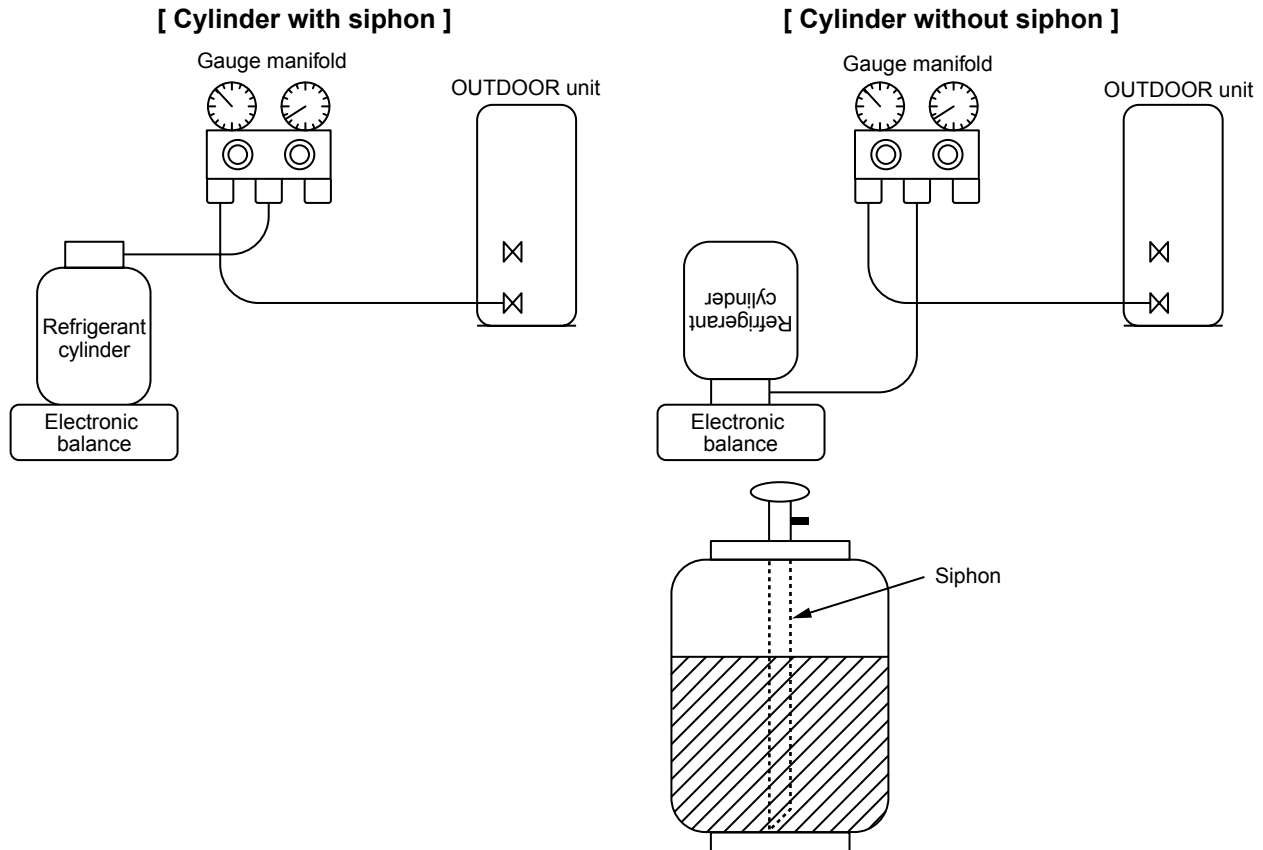 [ Cylinder with siphon ]
Gauge manifold
OUTDOOR unit
Refrigerant
cylinder
Electronic
balance
[ Cylinder without siphon ]
Gauge manifold
OUTDOOR unit
Refrigerant
cylinder
Electronic
balance
Siphon